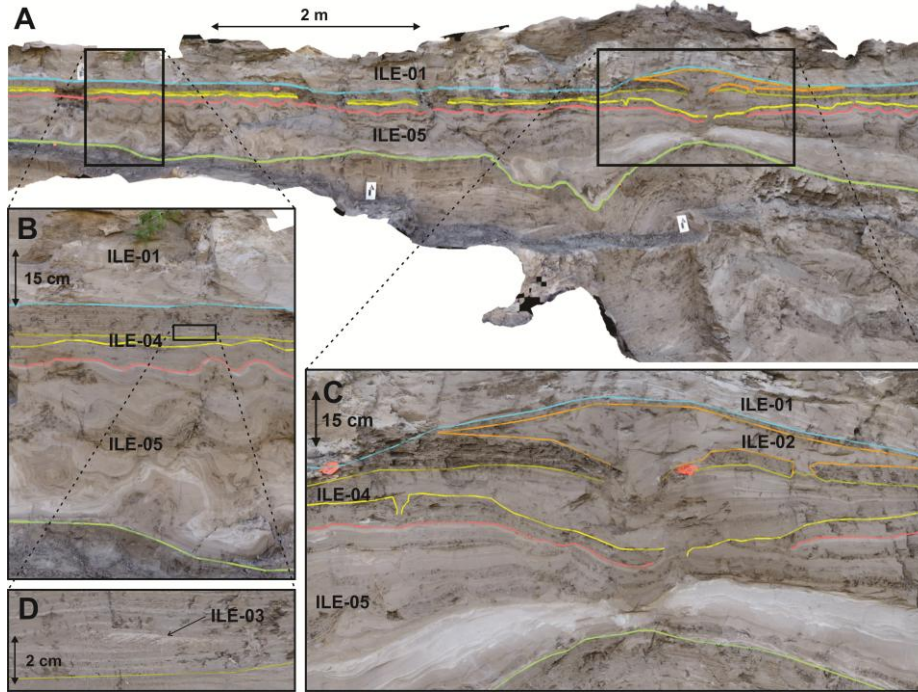 A
2 m
ILE-01
ILE-05
B
ILE-01
15 cm
ILE-04
ILE-05
C
15 cm
ILE-01
ILE-02
ILE-04
ILE-05
D
ILE-03
2 cm